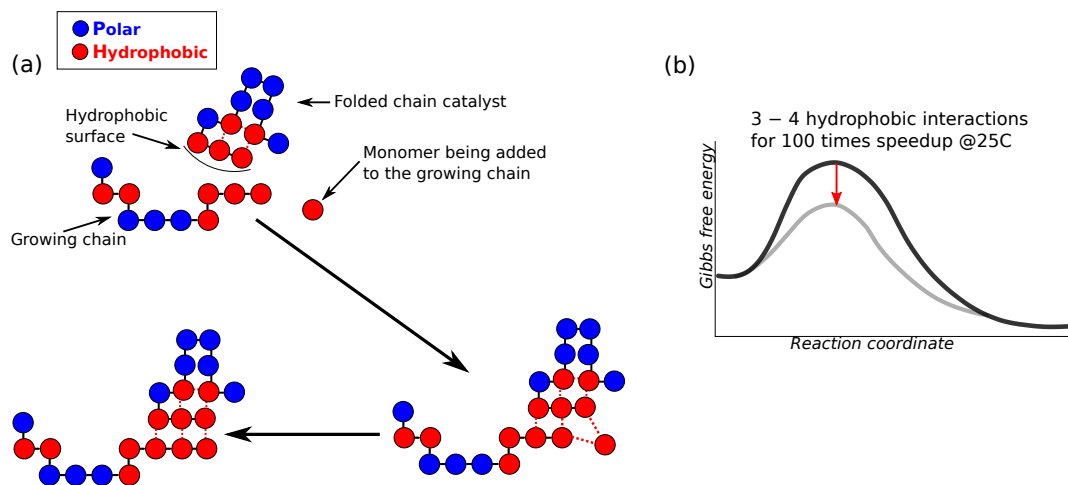 Polar
Hydrophobic
(a)
Hydrophobic
surface
Folded chain catalyst
Monomer being added
to the growing chain
Growing chain
(b)
3 − 4 hydrophobic interactions
for 100 times speedup @25C
Gibbs free energy
Reaction coordinate